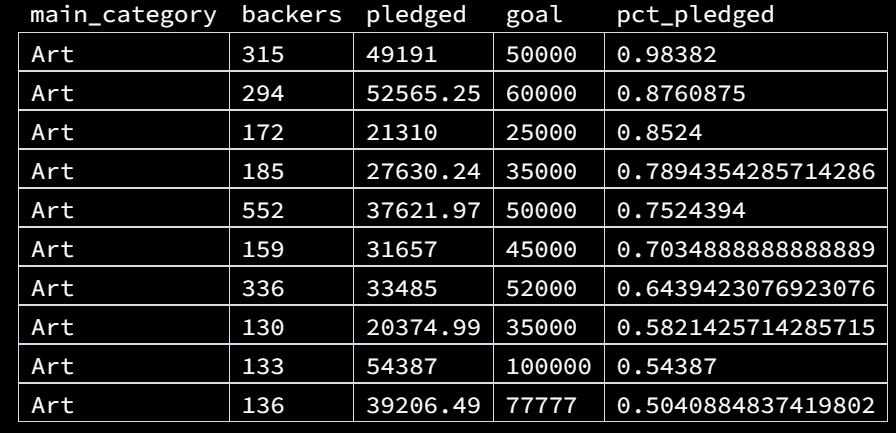 main_category backers pledged goal pct_pledged
Art 315 49191 50000 0.98382
Art 294 52565.25 60000 0.8760875
Art 172 21310 25000 0.8524
Art 185 27630.24 35000 0.7894354285714286
Art 552 37621.97 50000 0.7524394
Art 159 31657 45000 0.7034888888888889
Art 336 33485 52000 0.6439423076923076
Art 130 20374.99 35000 0.5821425714285715
Art 133 54387 100000 0.54387
Art 136 39206.49 77777 0.5040884837419802